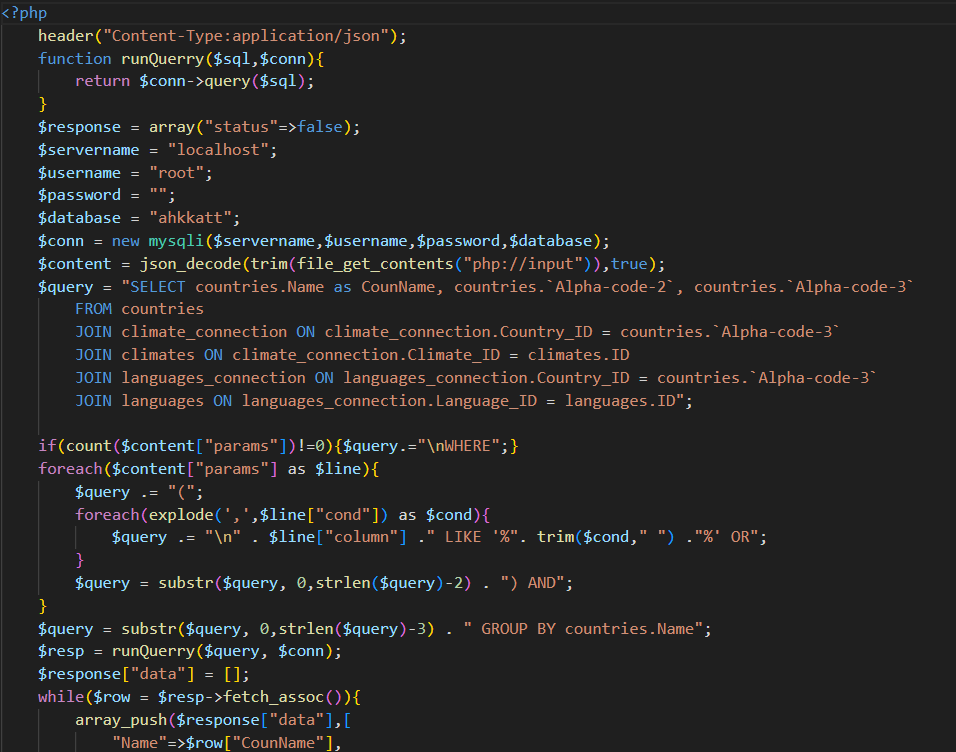 <?php
header("Content-Type:application/json");
function runQuerry($sql,$conn){
return $conn->query($sql);
}
$response = array("status"=>false);
$servername = "localhost";
$username = "root";
$password = "";
$database = "ahkkatt";
$conn = new mysqli($servername,$username,$password,$database);
$content = json_decode(trim(file_get_contents("php://input")),true);
$query = "SELECT countries.Name as CounName, countries.`Alpha-code-2`, countries.`Alpha-code-3`
FROM countries
JOIN climate_connection ON climate_connection.Country_ID = countries.`Alpha-code-3`
JOIN climates ON climate_connection.Climate_ID = climates.ID
JOIN languages_connection ON languages_connection.Country_ID = countries.`Alpha-code-3`
JOIN languages ON languages_connection.Language_ID = languages.ID";
if(count($content["params"])!=0){$query.="\nWHERE";}
foreach($content["params"] as $line){
$query .= "(";
foreach(explode(',',$line["cond"]) as $cond){
$query .= "\n" . $line["column"] ." LIKE '%". trim($cond," ") ."%' OR";
}
$query = substr($query, 0,strlen($query)-2) . ") AND";
}
$query = substr($query, 0,strlen($query)-3) . " GROUP BY countries.Name";
$resp = runQuerry($query, $conn);
$response["data"] = [];
while($row = $resp->fetch_assoc()){
array_push($response["data"],[
"Name"=>$row["CounName"],